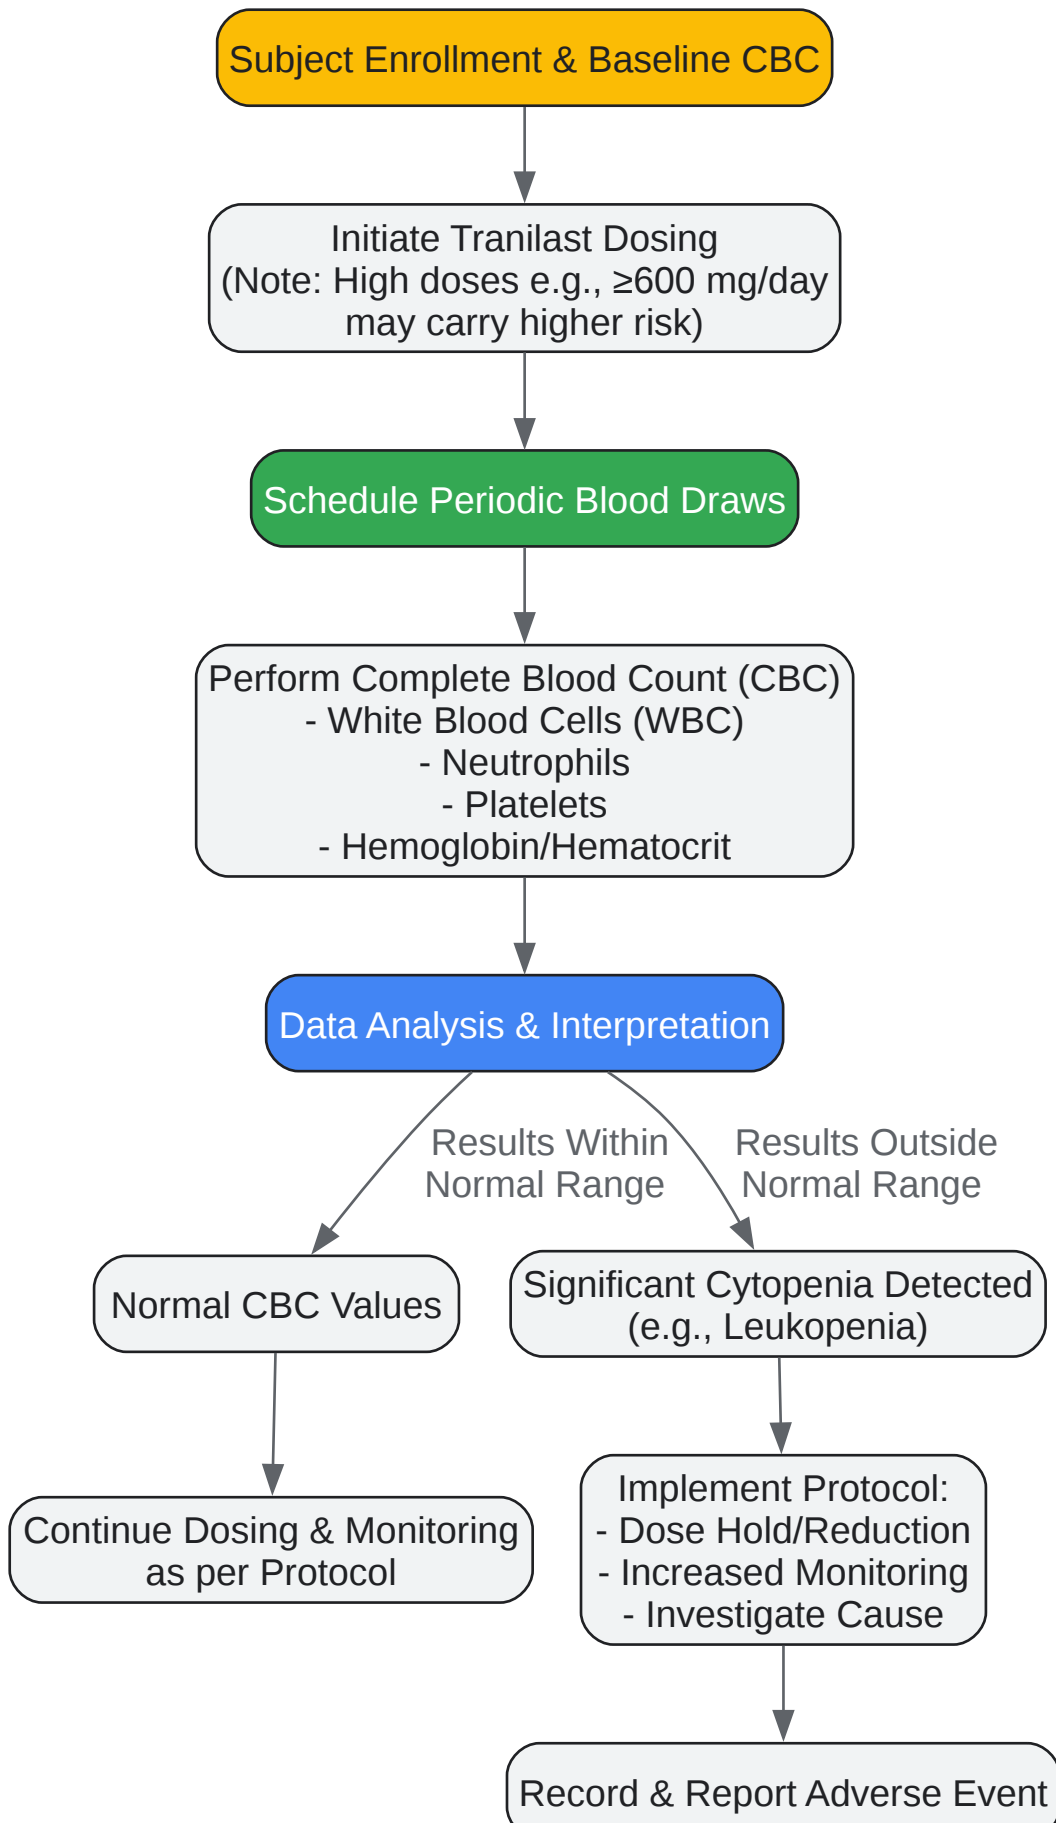 Subject Enrollment & Baseline CBC
Initiate Tranilast Dosing
(Note: High doses e.g., ≥600 mg/day
may carry higher risk)
Schedule Periodic Blood Draws
Perform Complete Blood Count (CBC)
- White Blood Cells (WBC)
- Neutrophils
- Platelets
- Hemoglobin/Hematocrit
Data Analysis & Interpretation
Results Within
Normal Range
Results Outside
Normal Range
Normal CBC Values
Significant Cytopenia Detected
(e.g., Leukopenia)
Continue Dosing & Monitoring
as per Protocol
Implement Protocol:
- Dose Hold/Reduction
- Increased Monitoring
- Investigate Cause
Record & Report Adverse Event